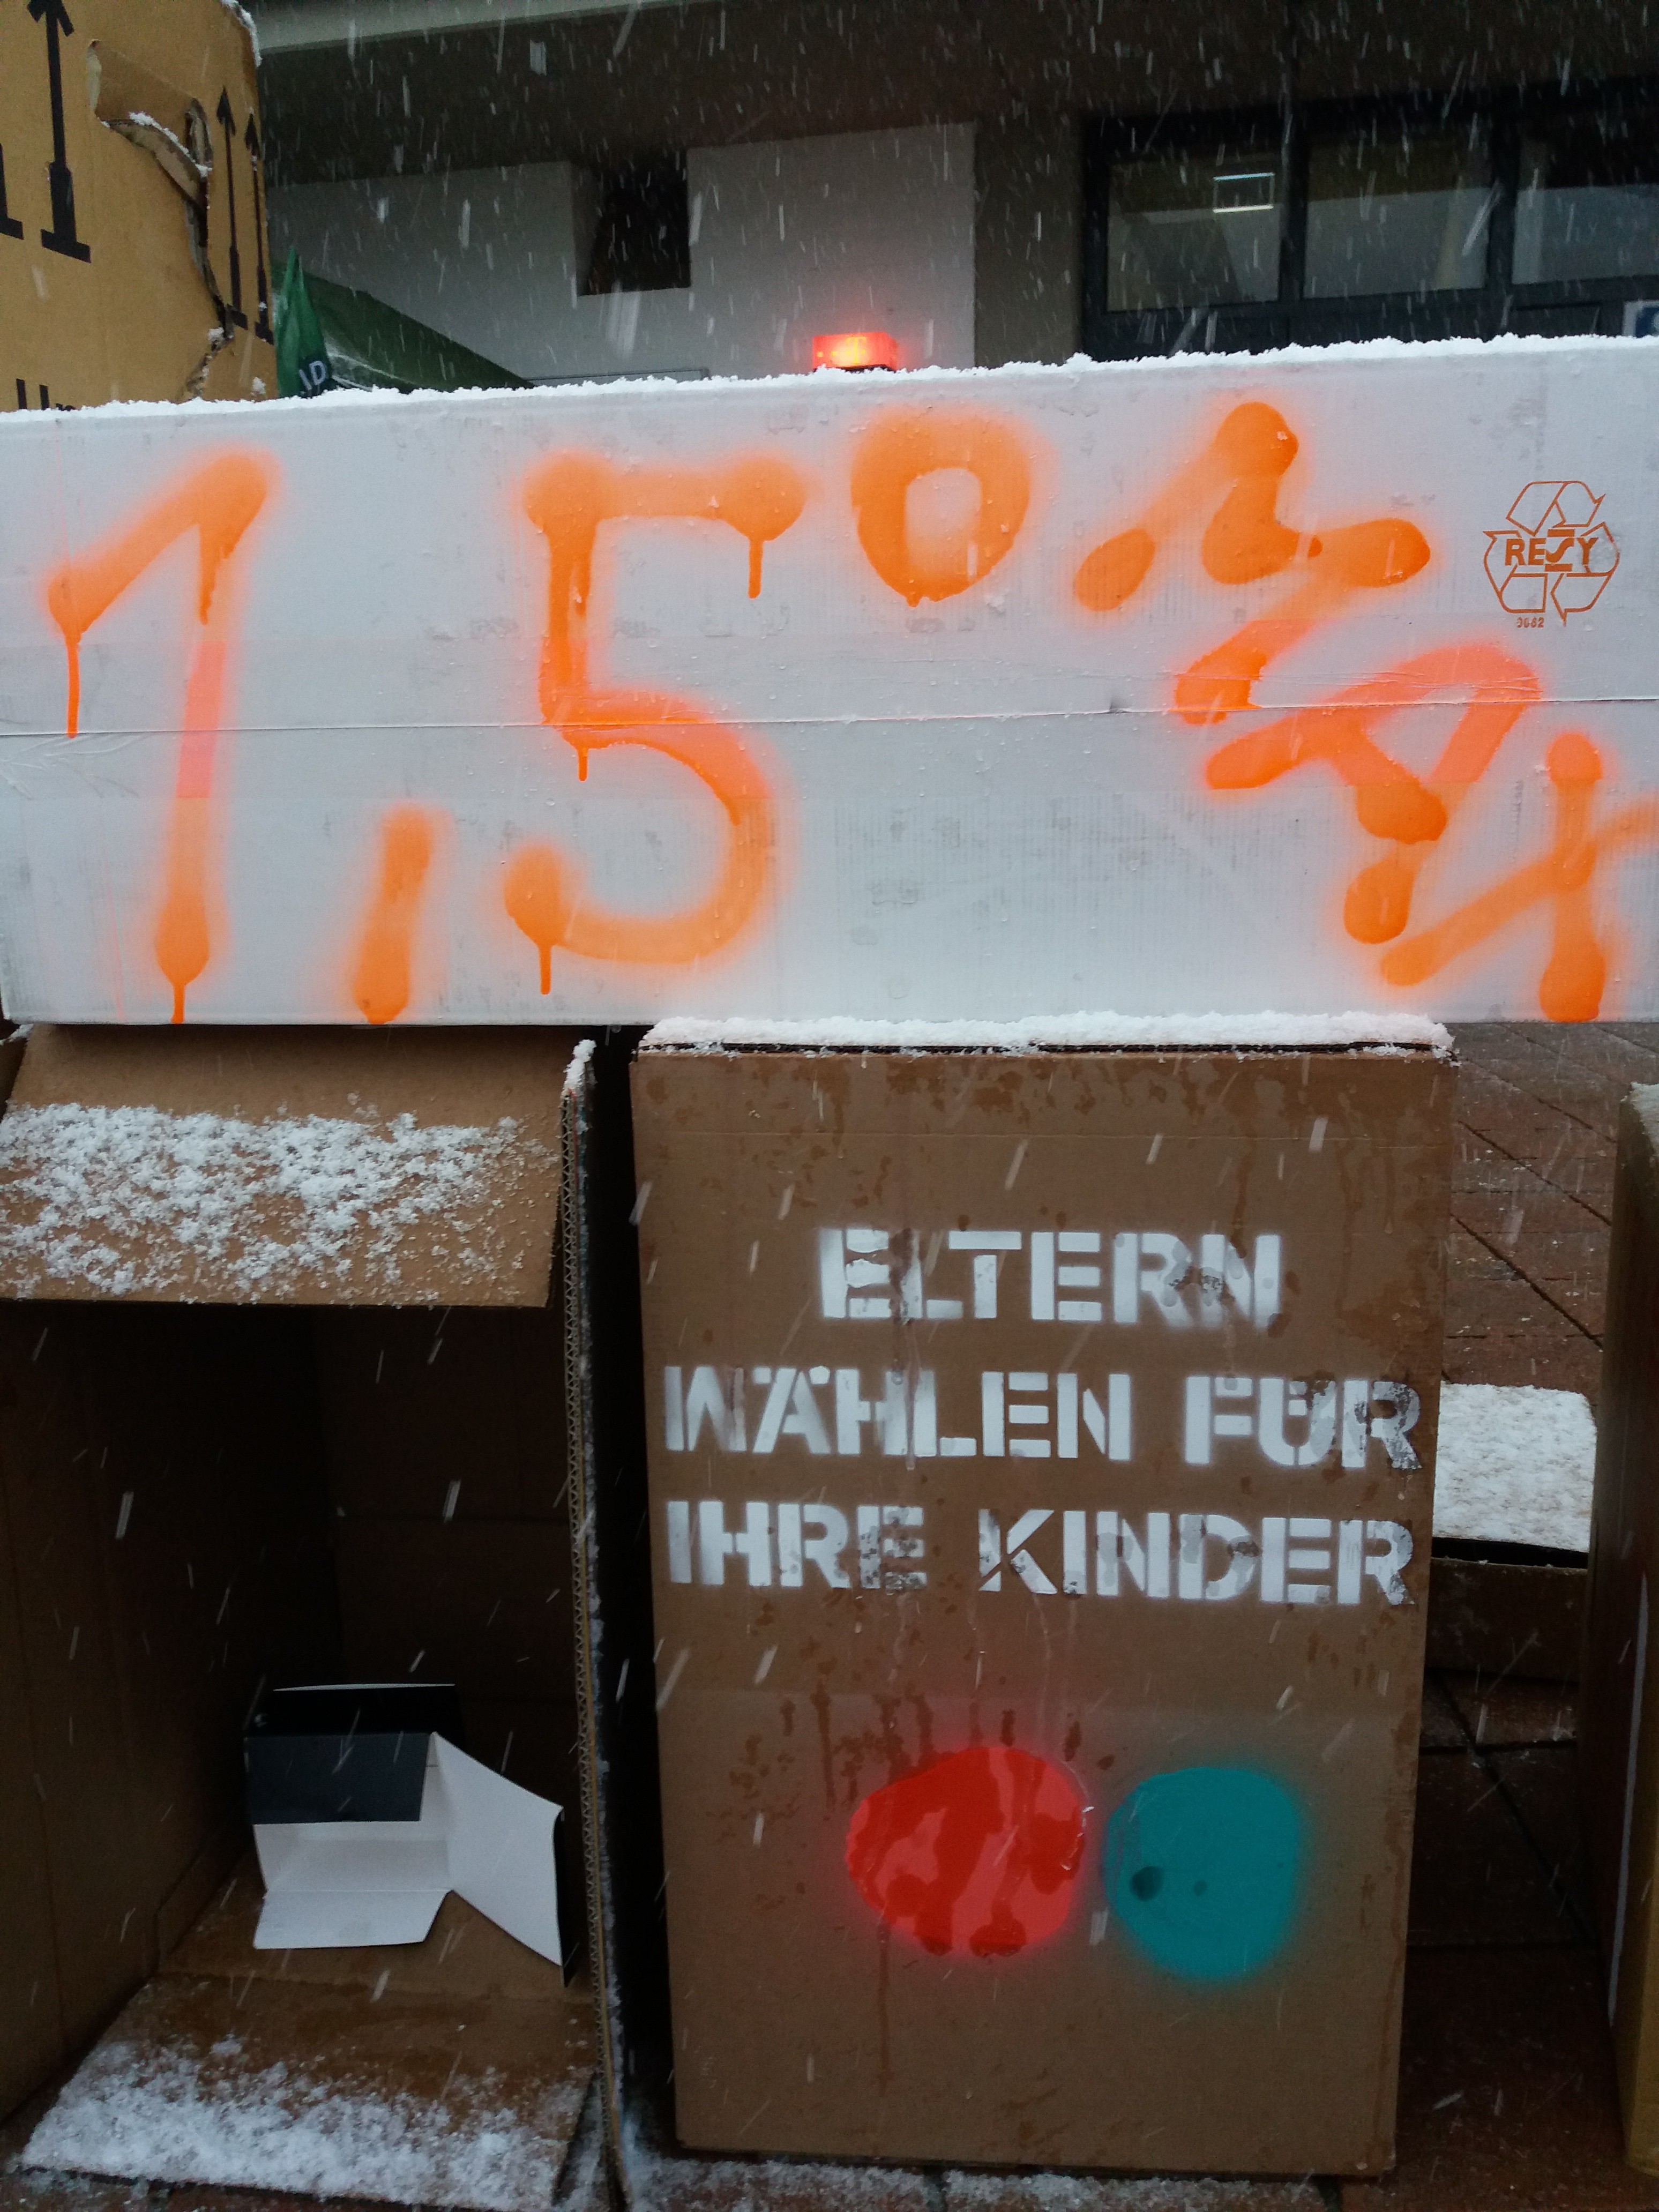 1,5°
RESY
ELTERN
WÄHLEN FÜR
IHRE KINDER